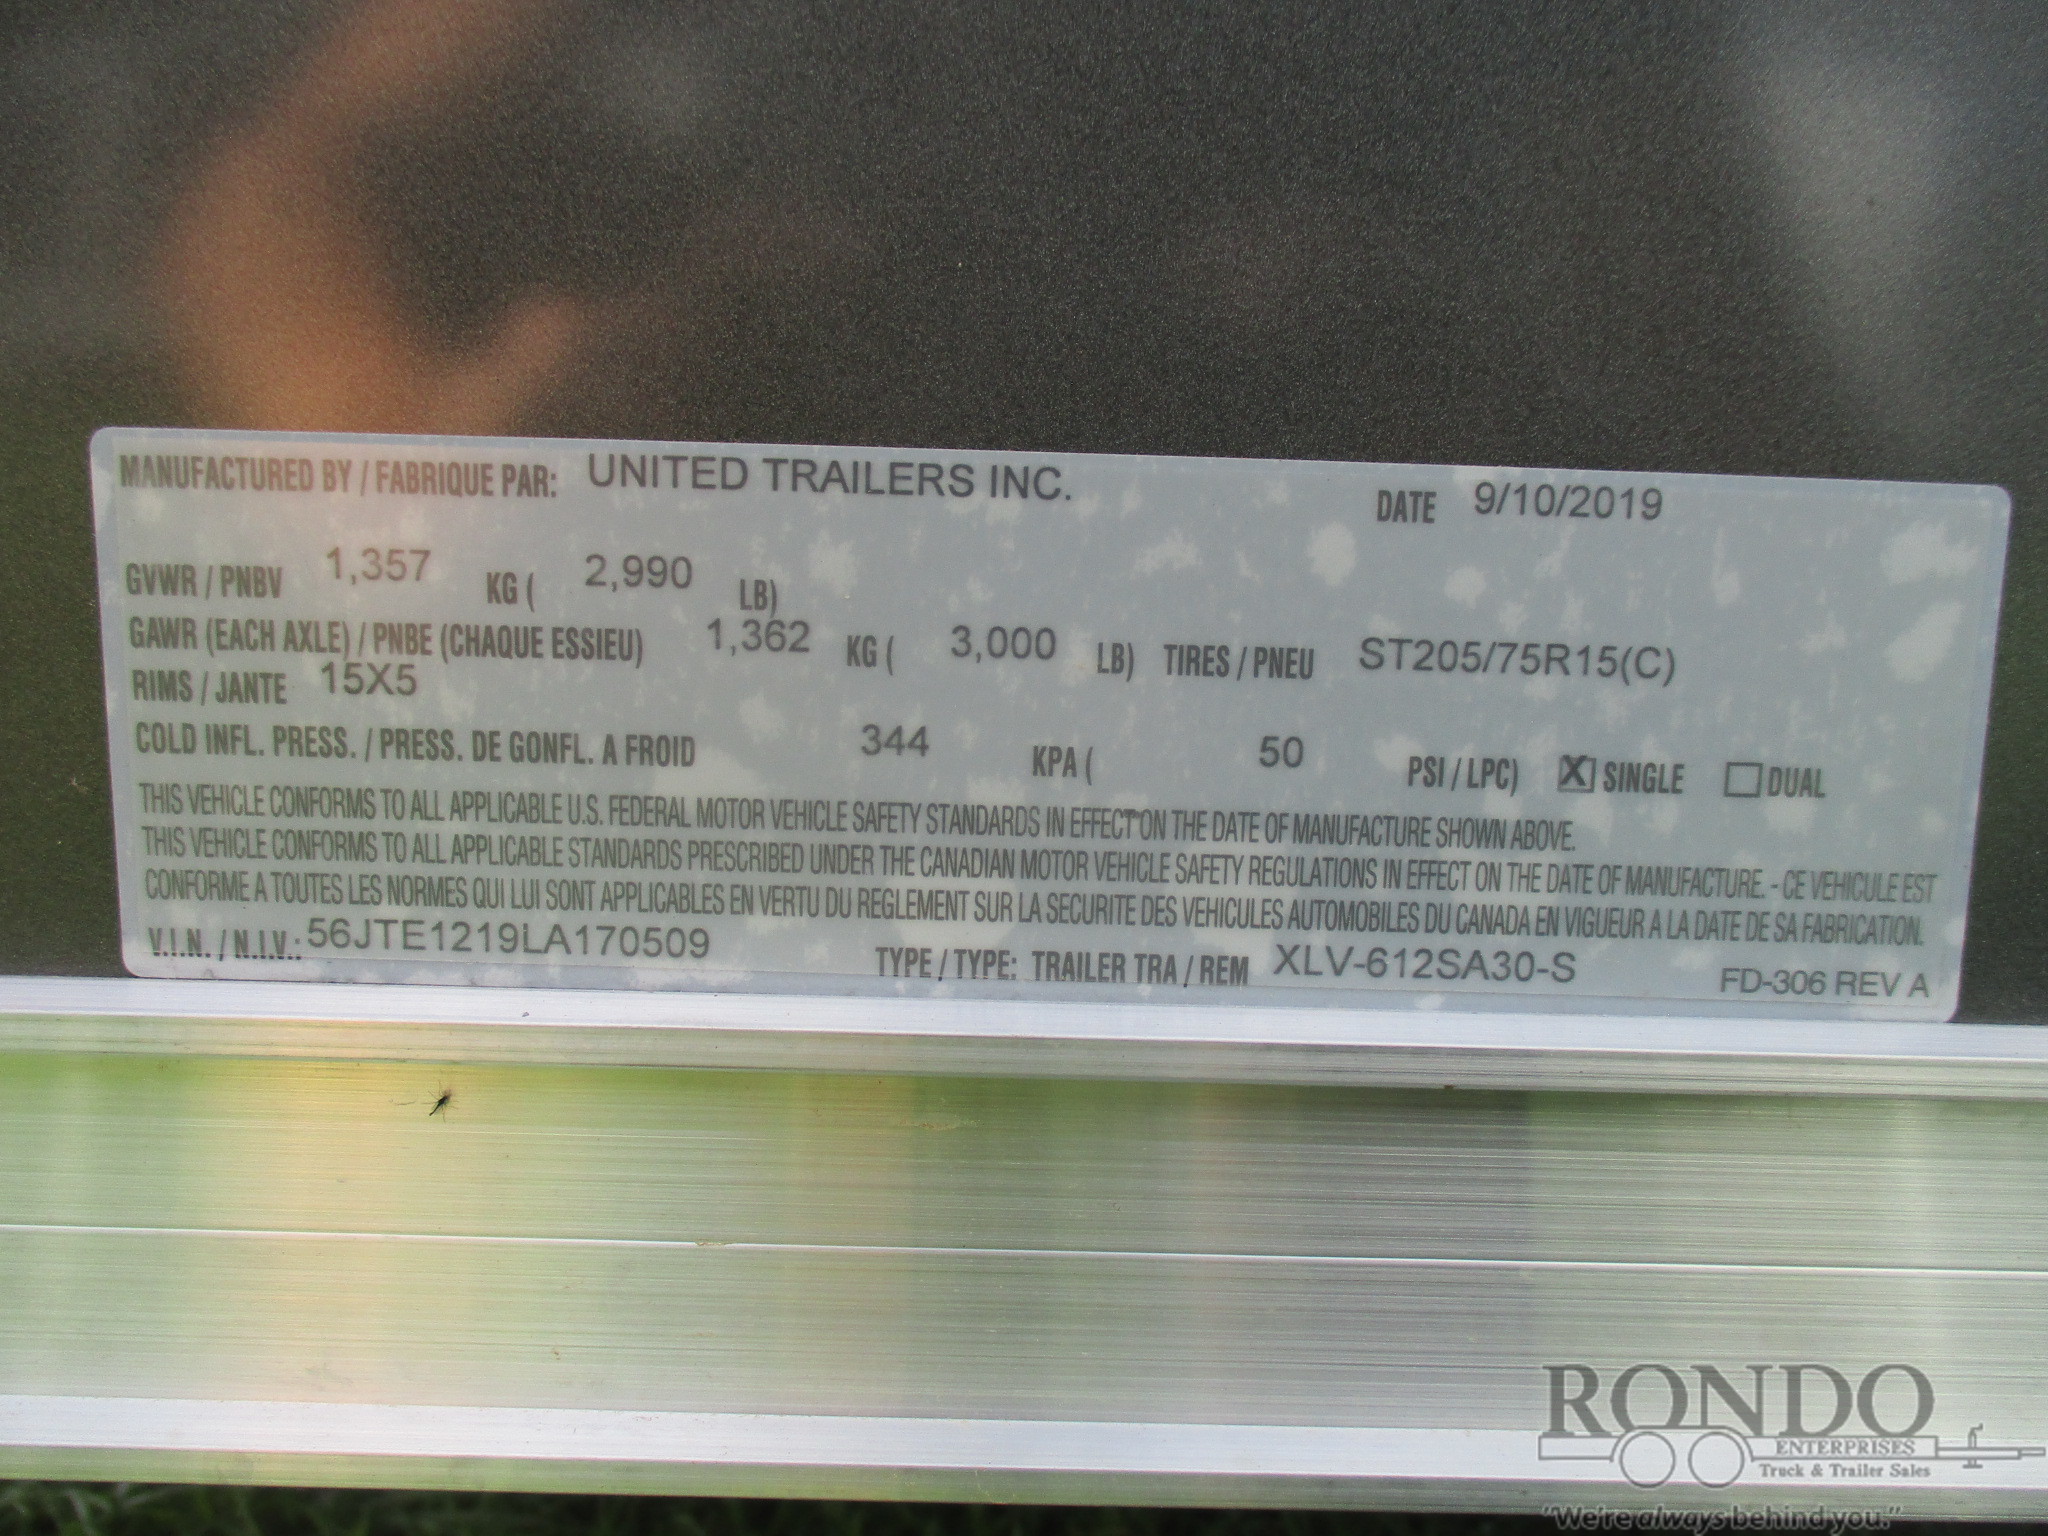 MANUFACTURED BY / FABRIQUE PAR: UNITED TRAILERS INC. DATE 9/10/2019
GVWR / PNBV 1,357 KG ( 2,990 LB)
GAWR (EACH AXLE) / PNBE (CHAQUE ESSIEU) 1,362 KG ( 3,000 LB) TIRES / PNEU ST205/75R15(C)
RIMS / JANTE 15X5
COLD INFL. PRESS. / PRESS. DE GONFL. A FROID 344 KPA ( 50 PSI / LPC) X SINGLE DUAL
THIS VEHICLE CONFORMS TO ALL APPLICABLE U.S. FEDERAL MOTOR VEHICLE SAFETY STANDARDS IN EFFECT ON THE DATE OF MANUFACTURE SHOWN ABOVE.
THIS VEHICLE CONFORMS TO ALL APPLICABLE STANDARDS PRESCRIBED UNDER THE CANADIAN MOTOR VEHICLE SAFETY REGULATIONS IN EFFECT ON THE DATE OF MANUFACTURE. - CE VEHICULE EST
CONFORME A TOUTES LES NORMES QUI LUI SONT APPLICABLES EN VERTU DU REGLEMENT SUR LA SECURITE DES VEHICULES AUTOMOBILES DU CANADA EN VIGUEUR A LA DATE DE SA FABRICATION.
V.I.N. / N.I.V.: 56JTE1219LA170509 TYPE / TYPE: TRAILER TRA / REM XLV-612SA30-S FD-306 REV A
RONDO
ENTERPRISES
Truck & Trailer Sales
"We're always behind you."